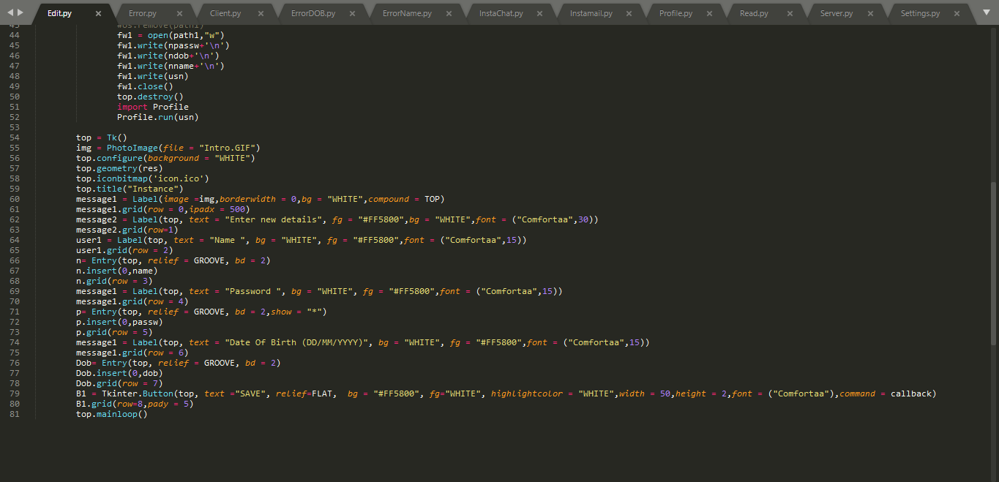 Edit.py Error.py Client.py ErrorDOB.py ErrorName.py InstaChat.py Instamail.py Profile.py Read.py Server.py Settings.py
43 #os.remove(path1)
44 fw1 = open(path1,"w")
45 fw1.write(npassw+'\n')
46 fw1.write(ndob+'\n')
47 fw1.write(nname+'\n')
48 fw1.write(usn)
49 fw1.close()
50 top.destroy()
51 import Profile
52 Profile.run(usn)
53
54 top = Tk()
55 img = PhotoImage(file = "Intro.GIF")
56 top.configure(background = "WHITE")
57 top.geometry(res)
58 top.iconbitmap('icon.ico')
59 top.title("Instance")
60 message1 = Label(image =img,borderwidth = 0,bg = "WHITE",compound = TOP)
61 message1.grid(row = 0,ipadx = 500)
62 message2 = Label(top, text = "Enter new details", fg = "#FF5800",bg = "WHITE",font = ("Comfortaa",30))
63 message2.grid(row=1)
64 user1 = Label(top, text = "Name ", bg = "WHITE", fg = "#FF5800",font = ("Comfortaa",15))
65 user1.grid(row = 2)
66 n= Entry(top, relief = GROOVE, bd = 2)
67 n.insert(0,name)
68 n.grid(row = 3)
69 message1 = Label(top, text = "Password ", bg = "WHITE", fg = "#FF5800",font = ("Comfortaa",15))
70 message1.grid(row = 4)
71 p= Entry(top, relief = GROOVE, bd = 2,show = "*")
72 p.insert(0,passw)
73 p.grid(row = 5)
74 message1 = Label(top, text = "Date Of Birth (DD/MM/YYYY)", bg = "WHITE", fg = "#FF5800",font = ("Comfortaa",15))
75 message1.grid(row = 6)
76 Dob= Entry(top, relief = GROOVE, bd = 2)
77 Dob.insert(0,dob)
78 Dob.grid(row = 7)
79 B1 = Tkinter.Button(top, text ="SAVE", relief=FLAT,  bg = "#FF5800", fg="WHITE", highlightcolor = "WHITE",width = 50,height = 2,font = ("Comfortaa"),command = callback)
80 B1.grid(row=8,pady = 5)
81 top.mainloop()